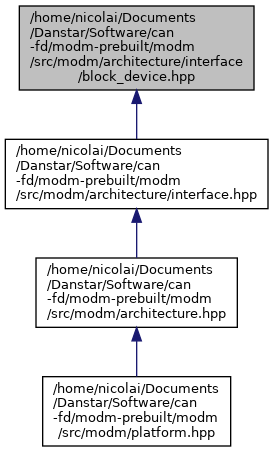 /home/nicolai/Documents
/Danstar/Software/can
-fd/modm-prebuilt/modm
/src/modm/architecture/interface
/block_device.hpp
/home/nicolai/Documents
/Danstar/Software/can
-fd/modm-prebuilt/modm
/src/modm/architecture/interface.hpp
/home/nicolai/Documents
/Danstar/Software/can
-fd/modm-prebuilt/modm
/src/modm/architecture.hpp
/home/nicolai/Documents
/Danstar/Software/can
-fd/modm-prebuilt/modm
/src/modm/platform.hpp